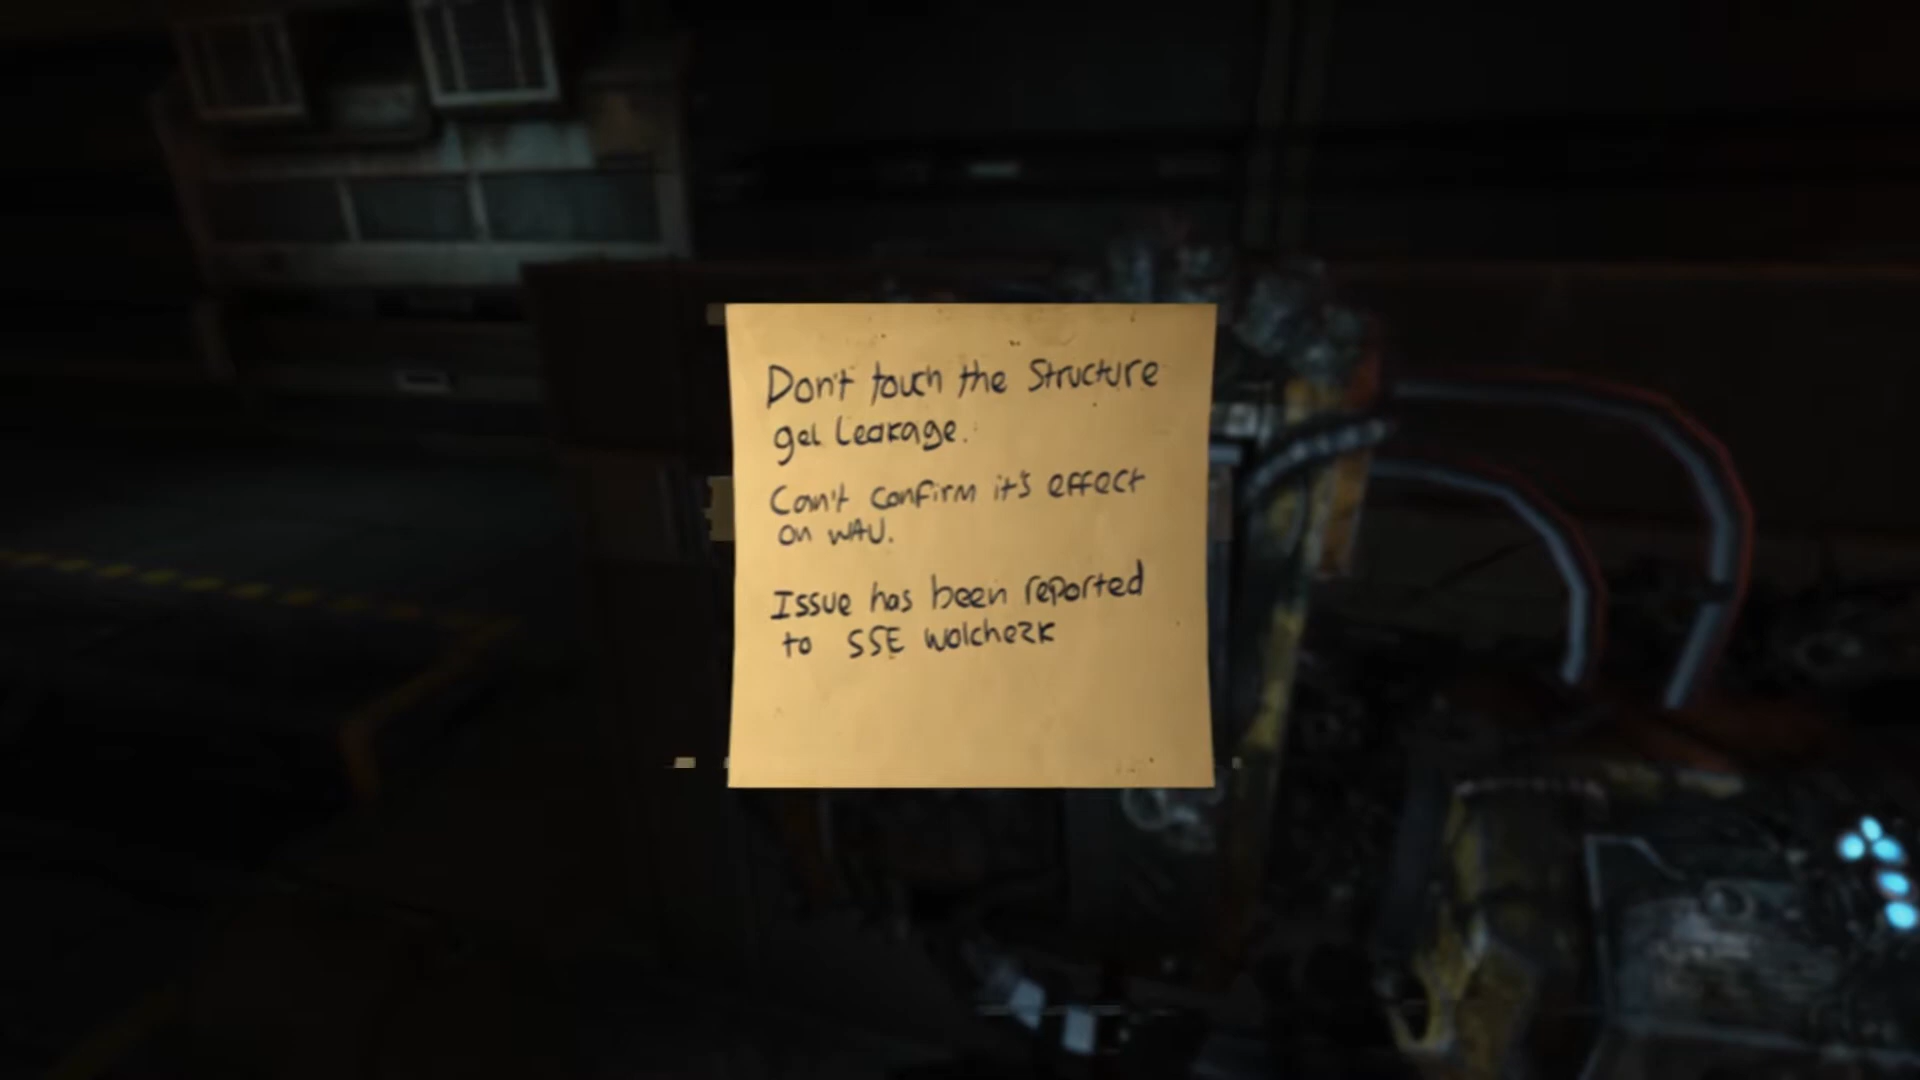 Don't touch the Structure
gel Leakage.
Can't confirm it's effect
on WAU.
Issue has been reported
to SSE Wolchezk